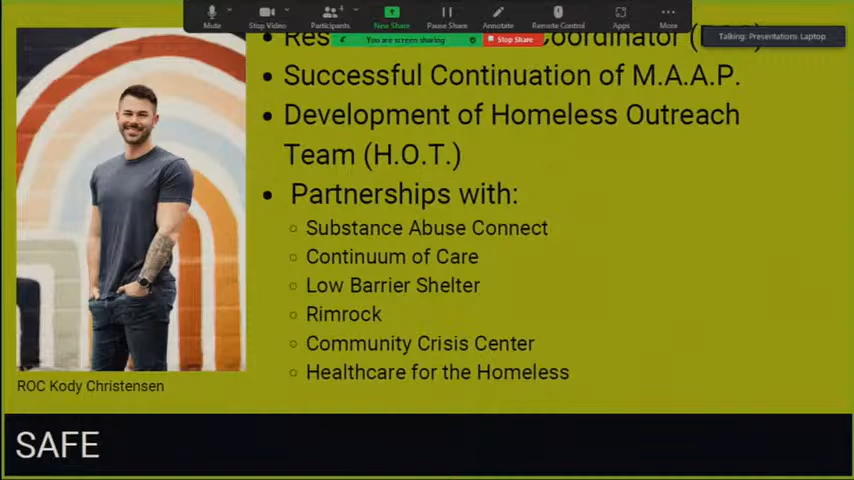 Mute
Stop Video
Participants
4
New Share
Pause Share
Annotate
Remote Control
Apps
More
You are screen sharing
Stop Share
Talking: Presentations Laptop
Coordinator
Successful Continuation of M.A.A.P.
Development of Homeless Outreach
Team (H.O.T.)
Partnerships with:
Substance Abuse Connect
Continuum of Care
Low Barrier Shelter
Rimrock
Community Crisis Center
Healthcare for the Homeless
ROC Kody Christensen
SAFE